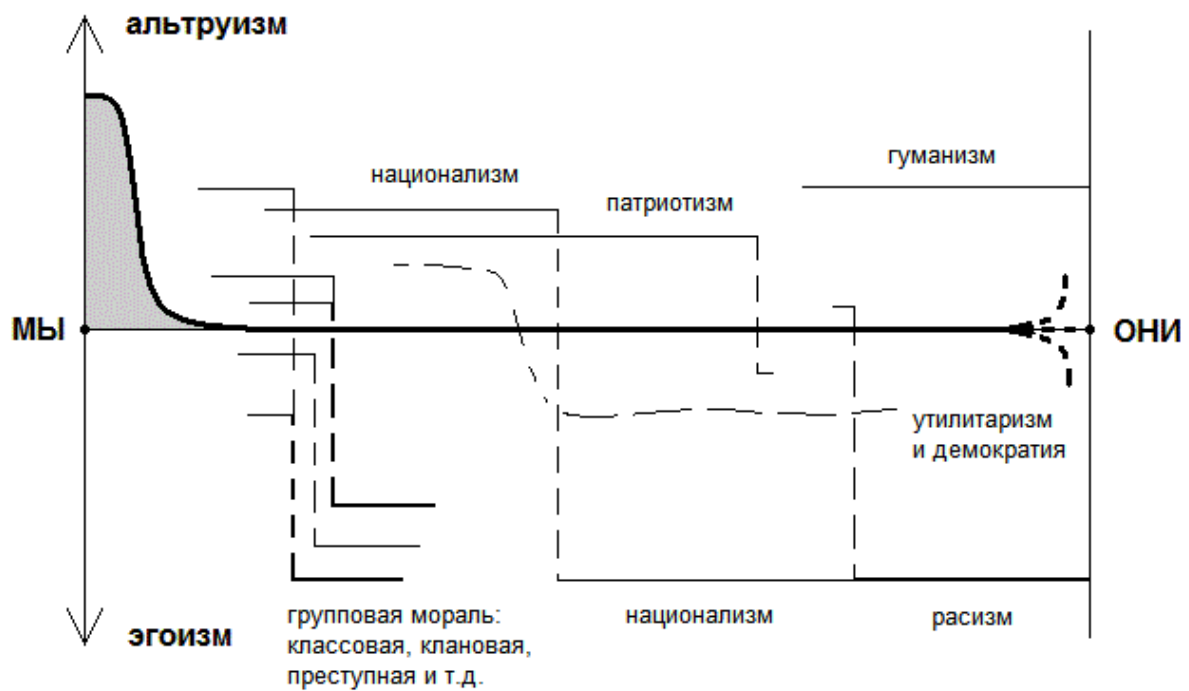 альтруизм
гуманизм
национализм
патриотизм
МЫ
ОНИ
утилитаризм
и демократия
групповая мораль:
классовая, клановая,
преступная и т.д.
национализм
расизм
эгоизм